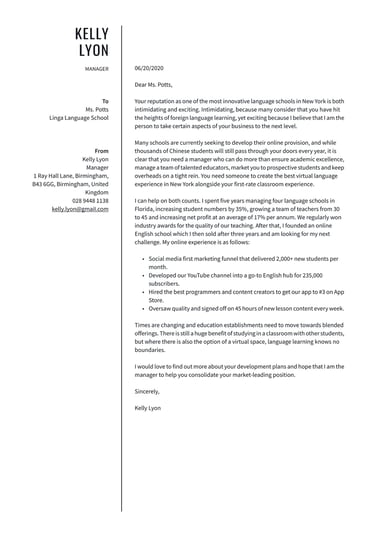 KELLY
LYON
MANAGER
To
Ms. Potts
Linga Language School
From
Kelly Lyon
Manager
1 Ray Hall Lane, Birmingham,
B43 6GG, Birmingham, United
Kingdom
028 9448 1138
kelly.lyon@gmail.com
06/20/2020
Dear Ms. Potts,
Your reputation as one of the most innovative language schools in New York is both
intimidating and exciting. Intimidating, because many consider that you have hit
the heights of foreign language learning, yet exciting because I believe that I am the
person to take certain aspects of your business to the next level.
Many schools are currently seeking to develop their online provision, and while
thousands of Chinese students will still pass through your doors every year, it is
clear that you need a manager who can do more than ensure academic excellence,
manage a team of talented educators, market you to prospective students and keep
overheads on a tight rein. You need someone to create the best virtual language
experience in New York alongside your first-rate classroom experience.
I can help on both counts. I spent five years managing four language schools in
Florida, increasing student numbers by 35%, growing a team of teachers from 30
to 45 and increasing net profit at an average of 17% per annum. We regularly won
industry awards for the quality of our teaching. After that, I founded an online
English school which I then sold after three years and am looking for my next
challenge. My online experience is as follows:
• Social media first marketing funnel that delivered 2,000+ new students per
month.
• Developed our YouTube channel into a go-to English hub for 235,000
subscribers.
• Hired the best programmers and content creators to get our app to #3 on App
Store.
• Oversaw quality and signed off on 45 hours of new lesson content every week.
Times are changing and education establishments need to move towards blended
offerings. There is still a huge benefit of studying in a classroom with other students,
but where there is also the option of a virtual space, language learning knows no
boundaries.
I would love to find out more about your development plans and hope that I am the
manager to help you consolidate your market-leading position.
Sincerely,
Kelly Lyon